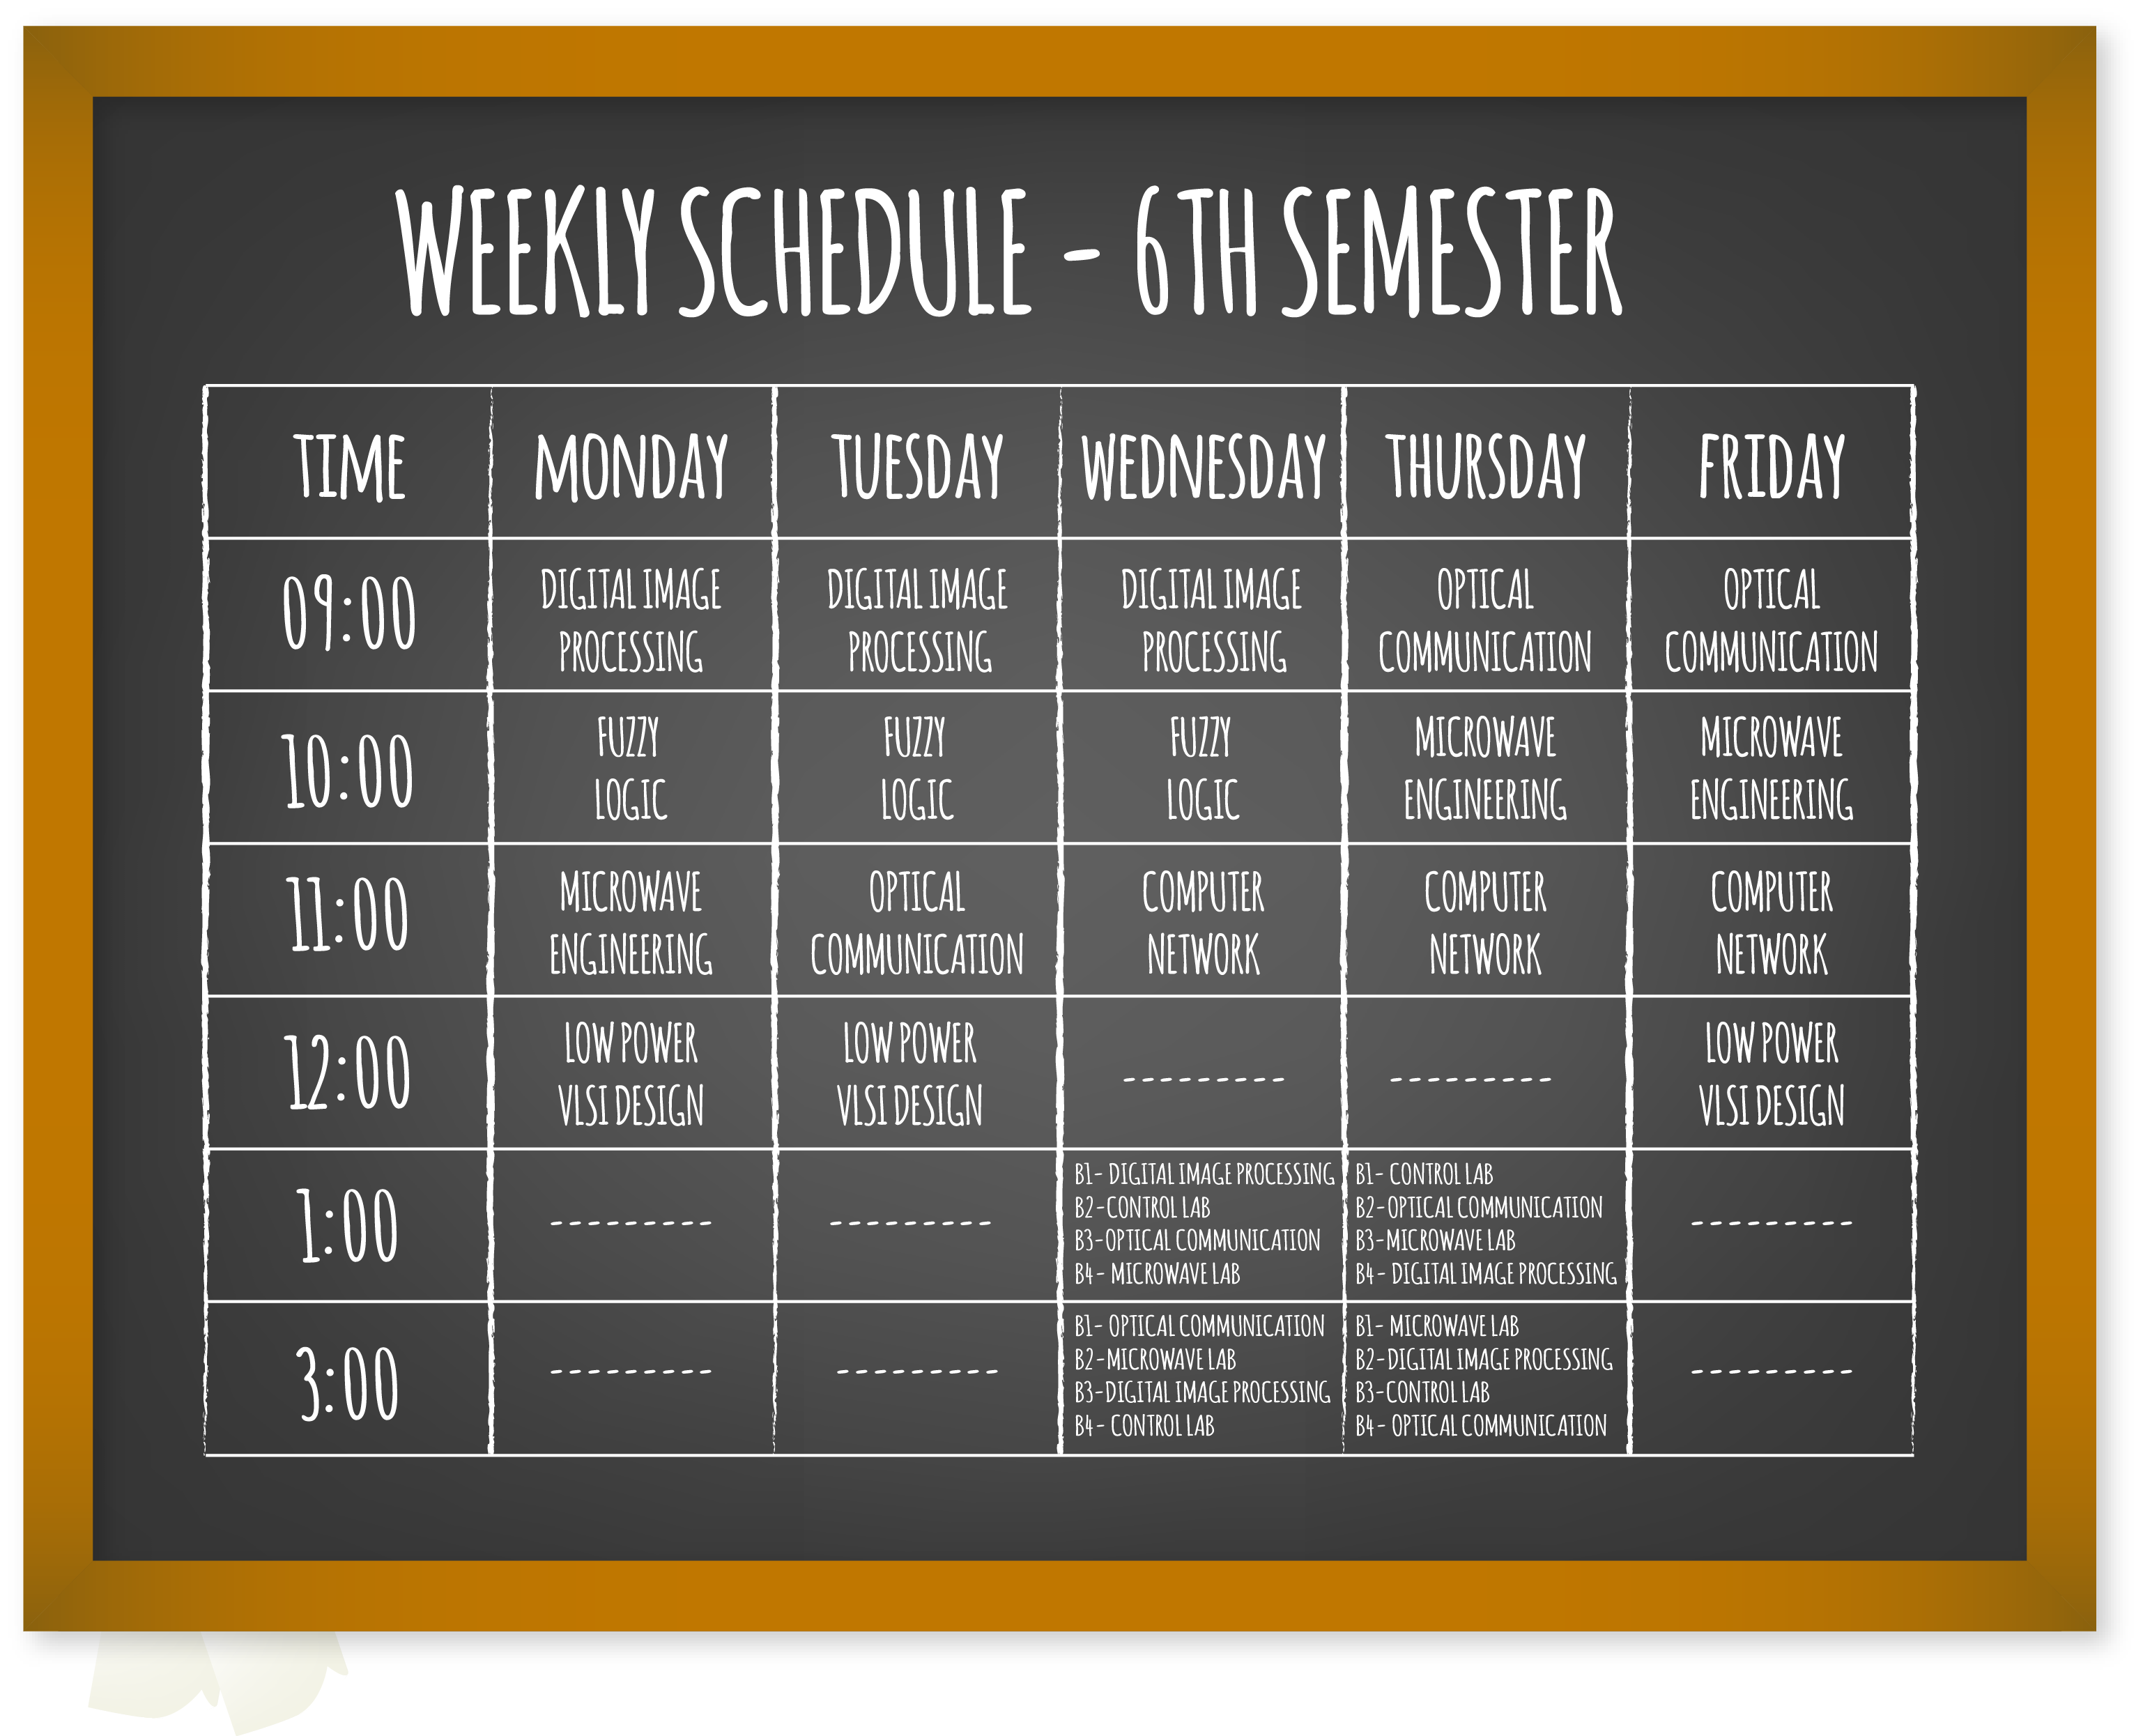 WEEKLY SCHEDULE - 6TH SEMESTER
TIME MONDAY TUESDAY WEDNESDAY THURSDAY FRIDAY
09:00
DIGITAL IMAGE
PROCESSING
DIGITAL IMAGE
PROCESSING
DIGITAL IMAGE
PROCESSING
OPTICAL
COMMUNICATION
OPTICAL
COMMUNICATION
10:00
FUZZY
LOGIC
FUZZY
LOGIC
FUZZY
LOGIC
MICROWAVE
ENGINEERING
MICROWAVE
ENGINEERING
11:00
MICROWAVE
ENGINEERING
OPTICAL
COMMUNICATION
COMPUTER
NETWORK
COMPUTER
NETWORK
COMPUTER
NETWORK
12:00
LOW POWER
VLSI DESIGN
LOW POWER
VLSI DESIGN
---------
---------
LOW POWER
VLSI DESIGN
1:00
---------
---------
B1- DIGITAL IMAGE PROCESSING
B2-CONTROL LAB
B3-OPTICAL COMMUNICATION
B4- MICROWAVE LAB
B1- CONTROL LAB
B2-OPTICAL COMMUNICATION
B3-MICROWAVE LAB
B4- DIGITAL IMAGE PROCESSING
---------
3:00
---------
---------
B1- OPTICAL COMMUNICATION
B2-MICROWAVE LAB
B3-DIGITAL IMAGE PROCESSING
B4- CONTROL LAB
B1- MICROWAVE LAB
B2-DIGITAL IMAGE PROCESSING
B3-CONTROL LAB
B4- OPTICAL COMMUNICATION
---------